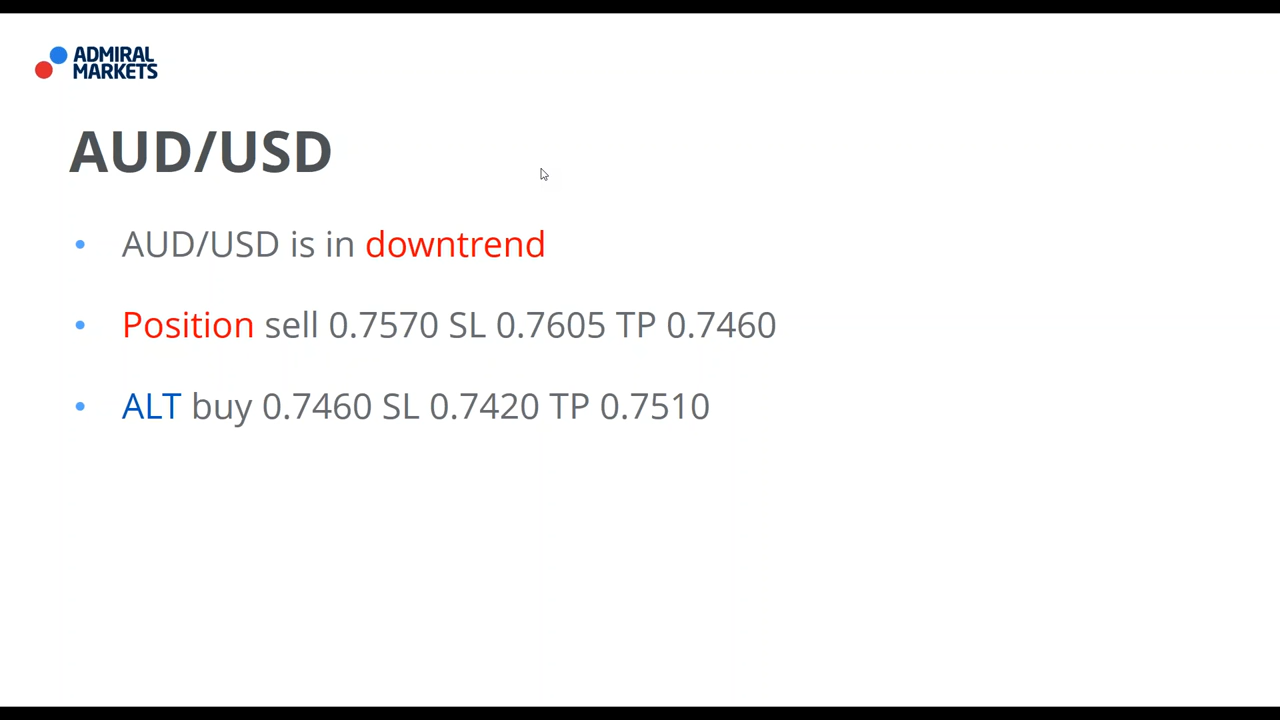 ADMIRAL
MARKETS
AUD/USD
• AUD/USD is in downtrend
• Position sell 0.7570 SL 0.7605 TP 0.7460
• ALT buy 0.7460 SL 0.7420 TP 0.7510